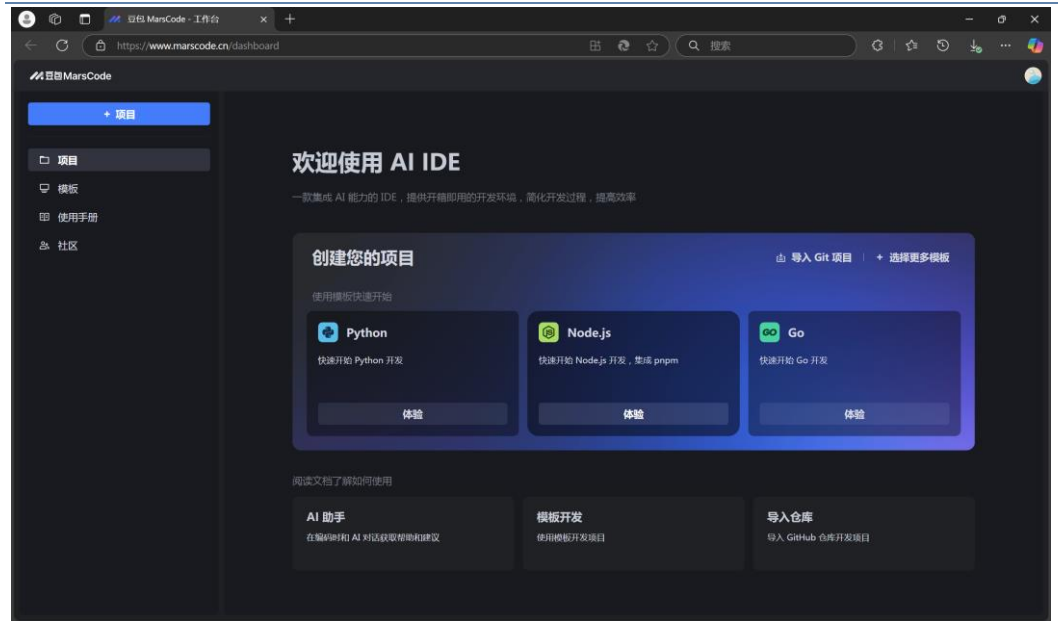 豆包 MarsCode - 工作台
https://www.marscode.cn/dashboard
搜索
豆包MarsCode
+ 项目
项目
模板
使用手册
社区
欢迎使用 AI IDE
一款集成 AI 能力的 IDE，提供开箱即用的开发环境，简化开发过程，提高效率
创建您的项目
导入 Git 项目
+ 选择更多模板
使用模板快速开始
Python
快速开始 Python 开发
体验
Node.js
快速开始 Node.js 开发，集成 pnpm
体验
GO Go
快速开始 Go 开发
体验
阅读文档了解如何使用
AI 助手
在编码时和 AI 对话获取帮助和建议
模板开发
使用模板开发项目
导入仓库
导入 GitHub 仓库开发项目